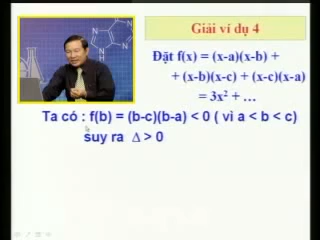 Giải ví dụ 4
Đặt f(x) = (x-a)(x-b) +
+ (x-b)(x-c) + (x-c)(x-a)
= 3x² + ...
Ta có : f(b) = (b-c)(b-a) < 0 ( vì a < b < c)
suy ra Δ > 0